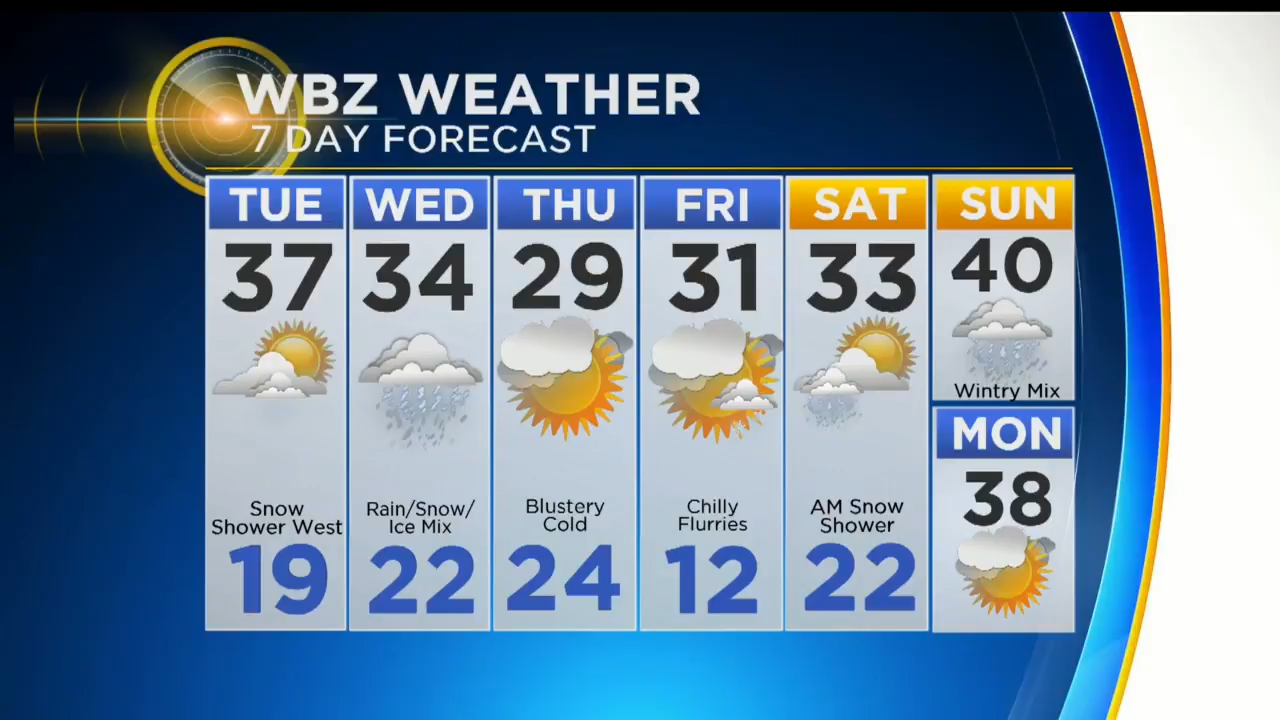 WBZ WEATHER
7 DAY FORECAST
TUE
37
Snow
Shower West
19
WED
34
Rain/Snow/
Ice Mix
22
THU
29
Blustery
Cold
24
FRI
31
Chilly
Flurries
12
SAT
33
AM Snow
Shower
22
SUN
40
Wintry Mix
MON
38